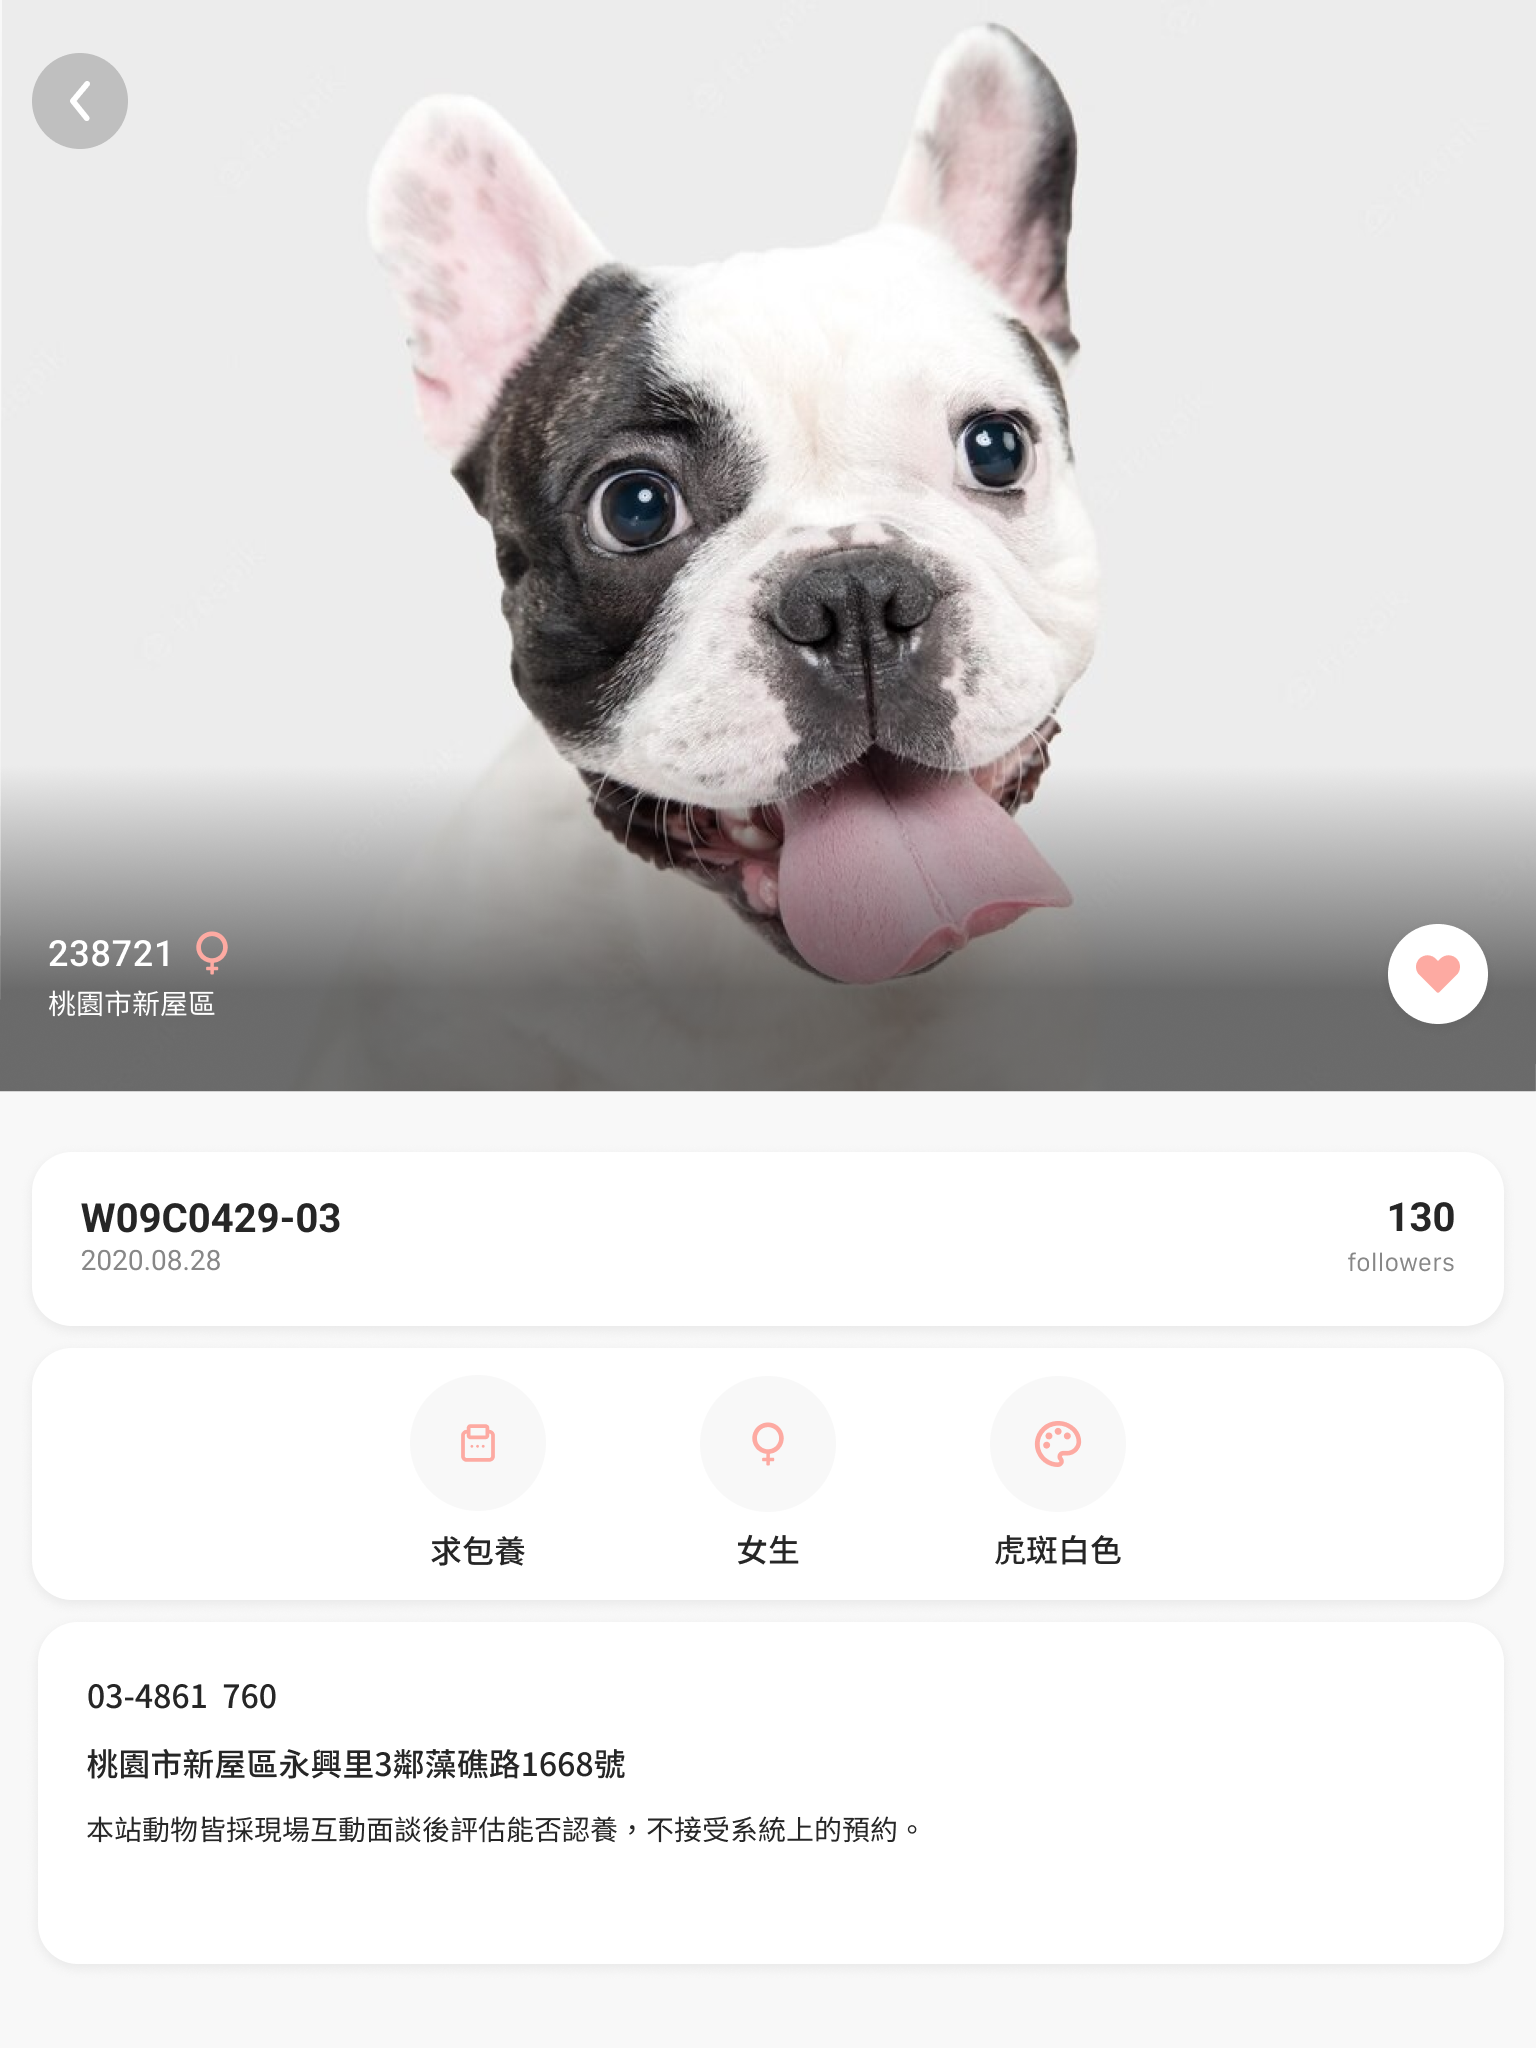 238721
桃園市新屋區
W09C0429-03
2020.08.28
130
followers
求包養
女生
虎斑白色
03-4861 760
桃園市新屋區永興里3鄰藻礁路1668號
本站動物皆採現場互動面談後評估能否認養，不接受系統上的預約。